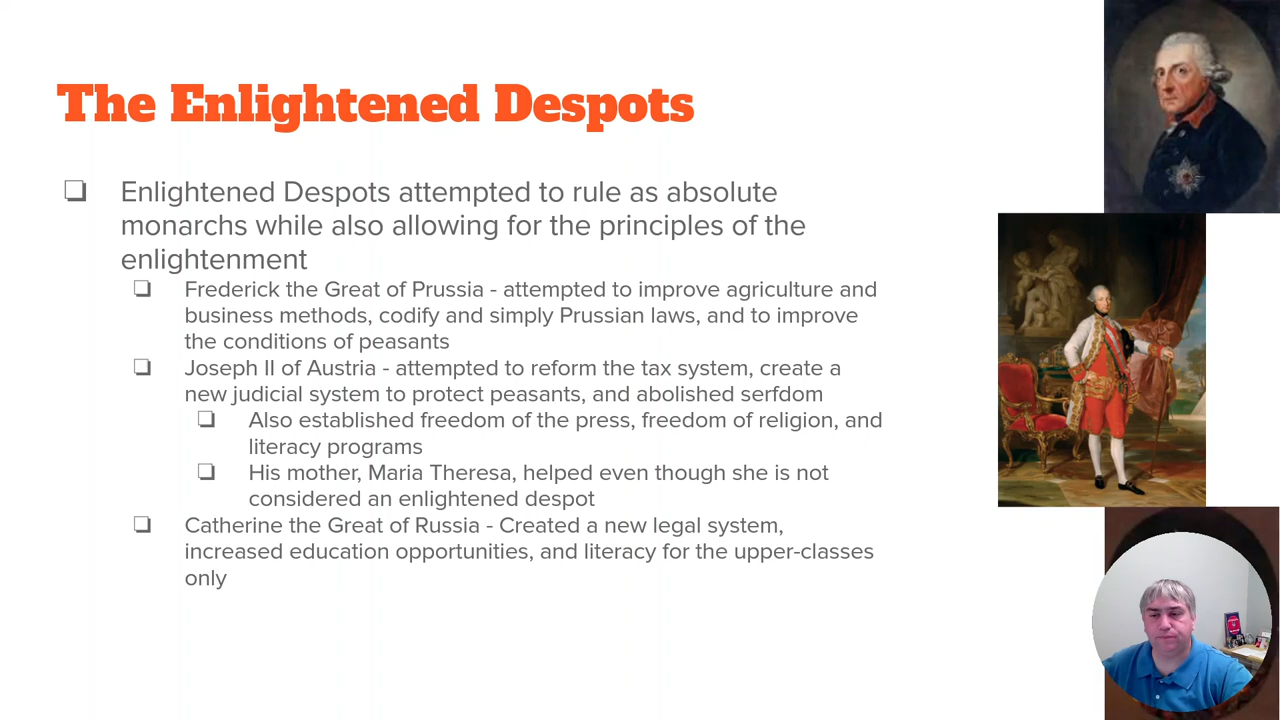 The Enlightened Despots
❏ Enlightened Despots attempted to rule as absolute
monarchs while also allowing for the principles of the
enlightenment
❏ Frederick the Great of Prussia - attempted to improve agriculture and
business methods, codify and simply Prussian laws, and to improve
the conditions of peasants
❏ Joseph II of Austria - attempted to reform the tax system, create a
new judicial system to protect peasants, and abolished serfdom
❏ Also established freedom of the press, freedom of religion, and
literacy programs
❏ His mother, Maria Theresa, helped even though she is not
considered an enlightened despot
❏ Catherine the Great of Russia - Created a new legal system,
increased education opportunities, and literacy for the upper-classes
only